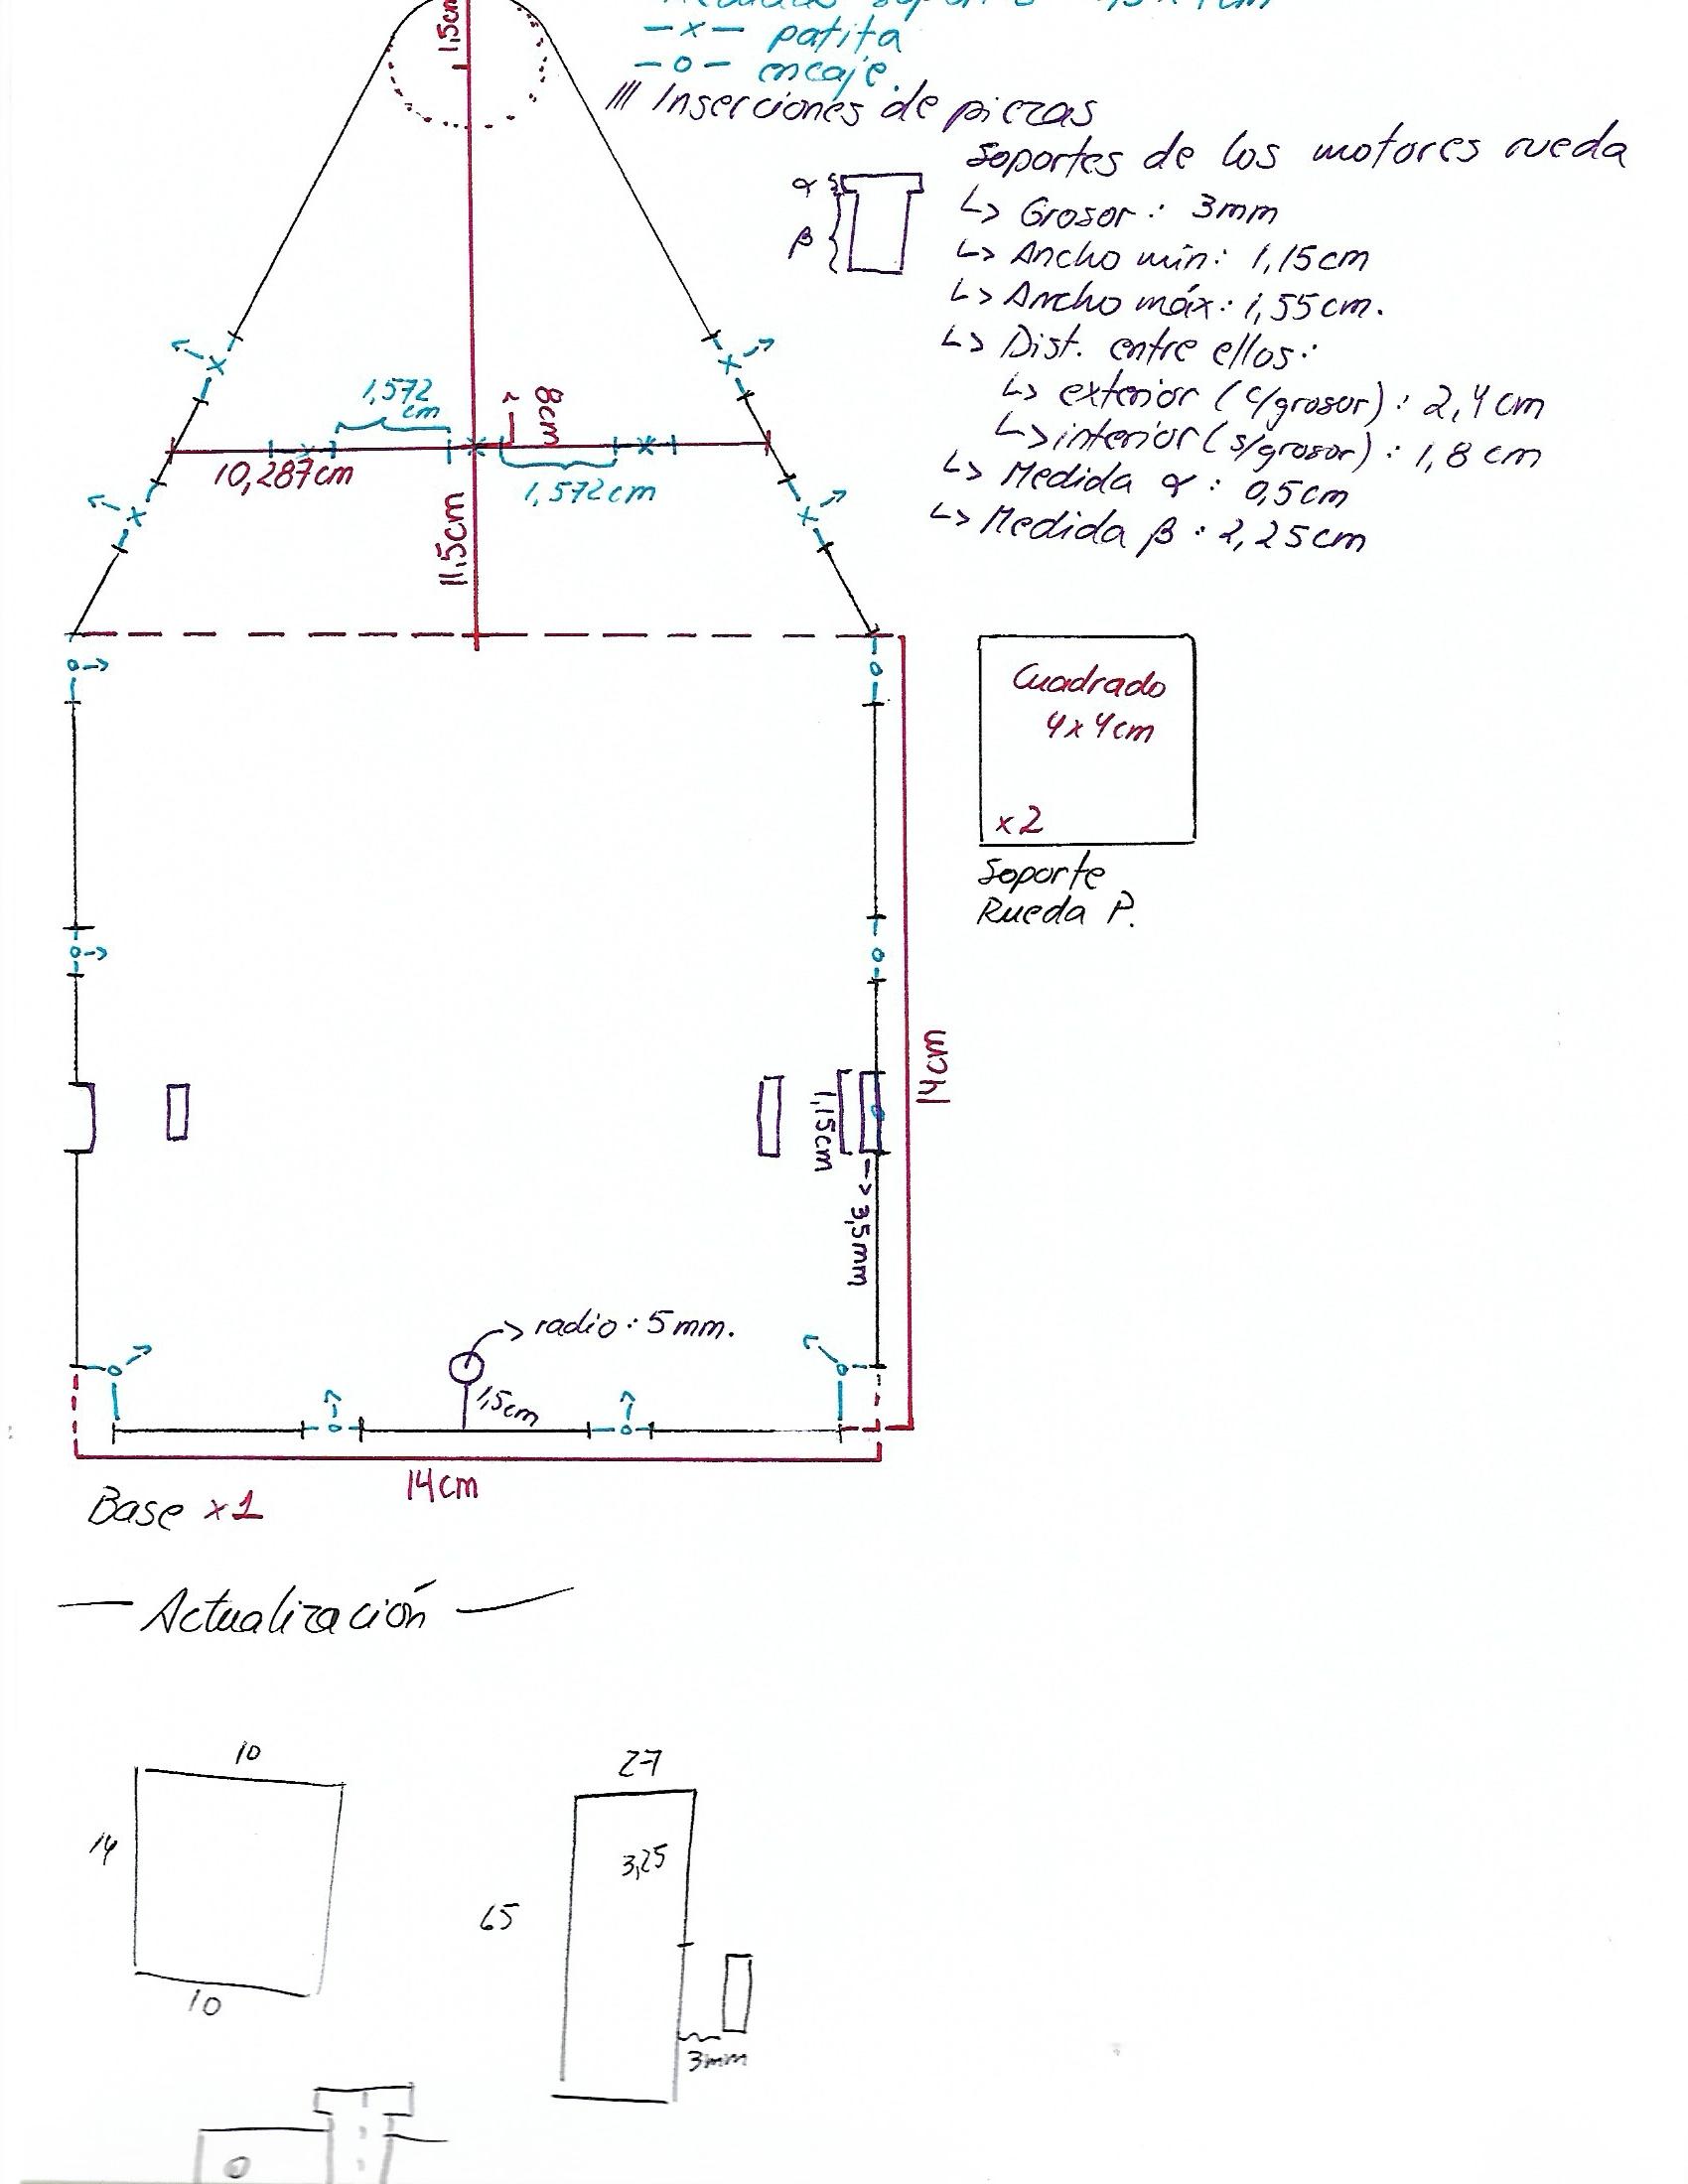 1,5cm
—x— patita
—o— encaje.
/// Inserciones de piezas
Soportes de los motores rueda
α
β
↳ Grosor: 3mm
↳ Ancho mín: 1,15cm
↳ Ancho máx: 1,55cm.
↳ Dist. entre ellos:
↳ exterior (c/grosor): 2,4cm
↳ interior (s/grosor): 1,8cm
↳ Medida α: 0,5cm
↳ Medida β: 2,25cm
1,572
cm
8cm
10,287cm
1,572cm
11,5cm
Cuadrado
4x4cm
x2
Soporte
Rueda P.
14cm
1,15cm
-> 3,5mm
-> radio: 5mm.
1,5cm
14cm
Base x1
— Actualización —
10
14
10
27
3,25
65
3mm